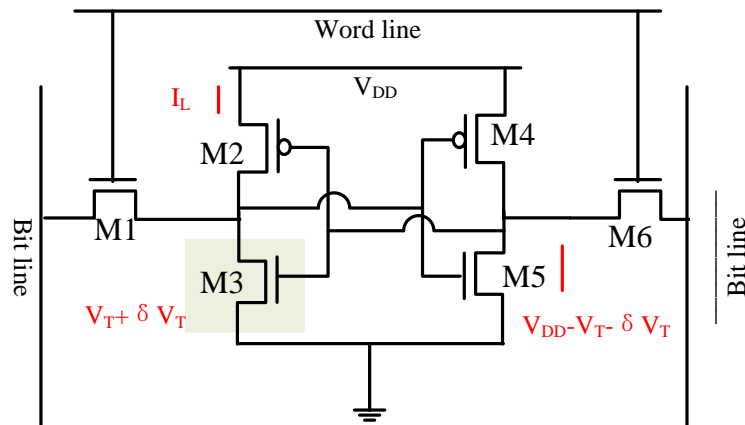 Word line
V_DD
I_L
M2
M4
M1
M6
Bit line
M3
M5
Bit line
V_T+ δ V_T
V_DD-V_T- δ V_T